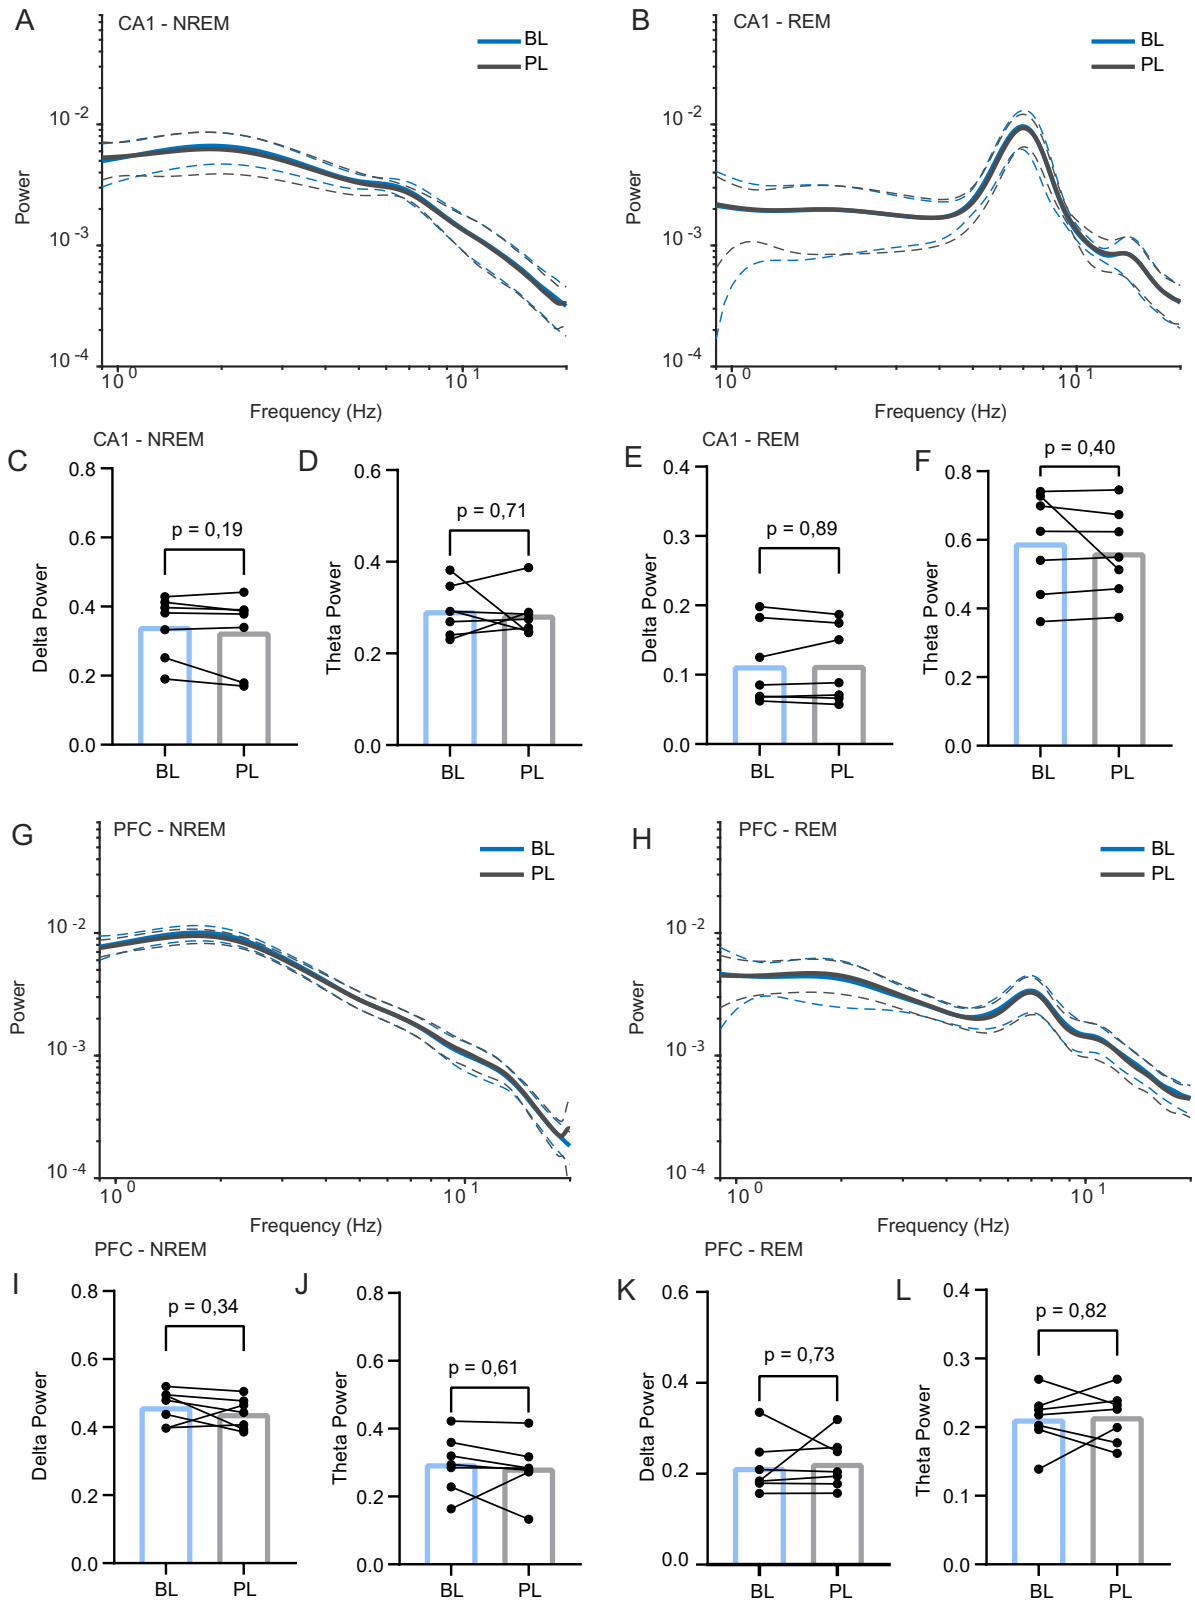 A
CA1 - NREM
BL
PL
10^-2
10^-3
10^-4
Power
10^0
10^1
Frequency (Hz)
B
CA1 - REM
BL
PL
10^-2
10^-3
10^-4
Power
10^0
10^1
Frequency (Hz)
CA1 - NREM
C
0.8
0.6
0.4
0.2
0.0
Delta Power
p = 0,19
BL
PL
D
0.6
0.4
0.2
0.0
Theta Power
p = 0,71
BL
PL
CA1 - REM
E
0.4
0.3
0.2
0.1
0.0
Delta Power
p = 0,89
BL
PL
F
0.8
0.6
0.4
0.2
0.0
Theta Power
p = 0,40
BL
PL
G
PFC - NREM
BL
PL
10^-2
10^-3
10^-4
Power
10^0
10^1
Frequency (Hz)
H
PFC - REM
BL
PL
10^-2
10^-3
10^-4
Power
10^0
10^1
Frequency (Hz)
PFC - NREM
I
0.8
0.6
0.4
0.2
0.0
Delta Power
p = 0,34
BL
PL
J
0.8
0.6
0.4
0.2
0.0
Theta Power
p = 0,61
BL
PL
PFC - REM
K
0.6
0.4
0.2
0.0
Delta Power
p = 0,73
BL
PL
L
0.4
0.3
0.2
0.1
0.0
Theta Power
p = 0,82
BL
PL